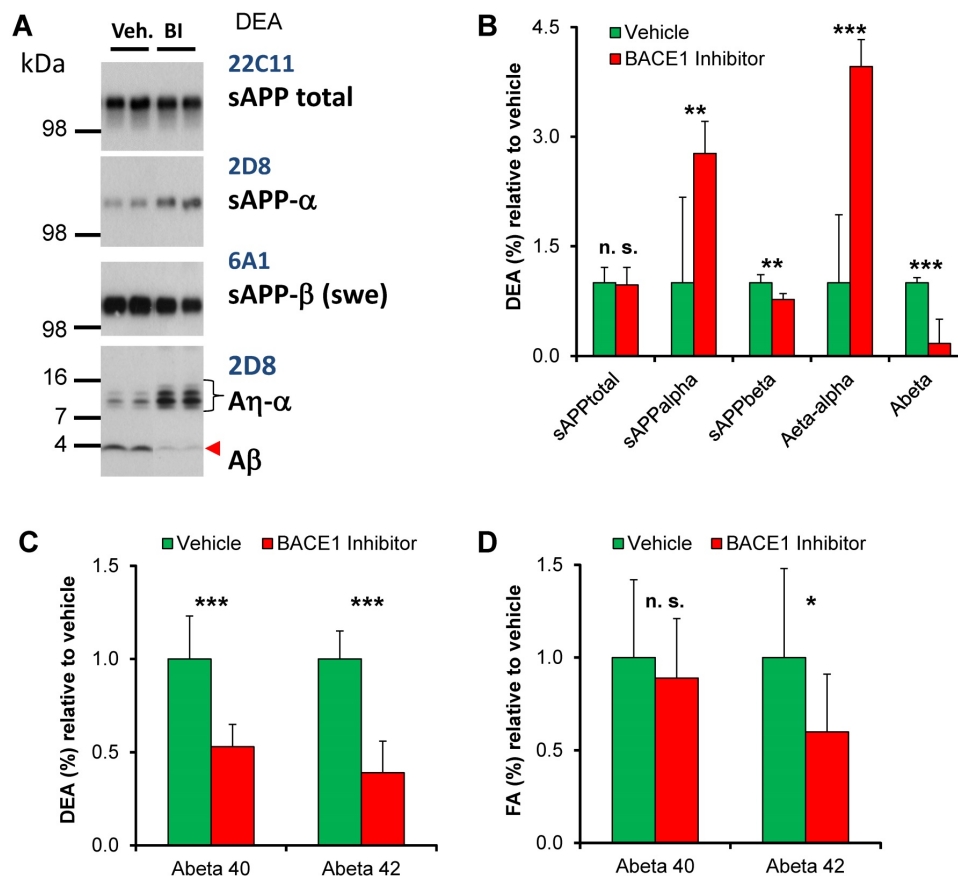 A
Veh. BI DEA
kDa
22C11
sAPP total
98
2D8
sAPP-α
98
6A1
sAPP-β (swe)
98
2D8
16
Aη-α
7
4
Aβ
B
Vehicle
BACE1 Inhibitor
DEA (%) relative to vehicle
4.5
3.0
1.5
0.0
n. s.
**
**
***
***
sAPPtotal
sAPPalpha
sAPPbeta
Aeta-alpha
Abeta
C
Vehicle BACE1 Inhibitor
DEA (%) relative to vehicle
1.5
1.0
0.5
0.0
*** ***
Abeta 40 Abeta 42
D
Vehicle BACE1 Inhibitor
FA (%) relative to vehicle
1.5
1.0
0.5
0.0
n. s. *
Abeta 40 Abeta 42